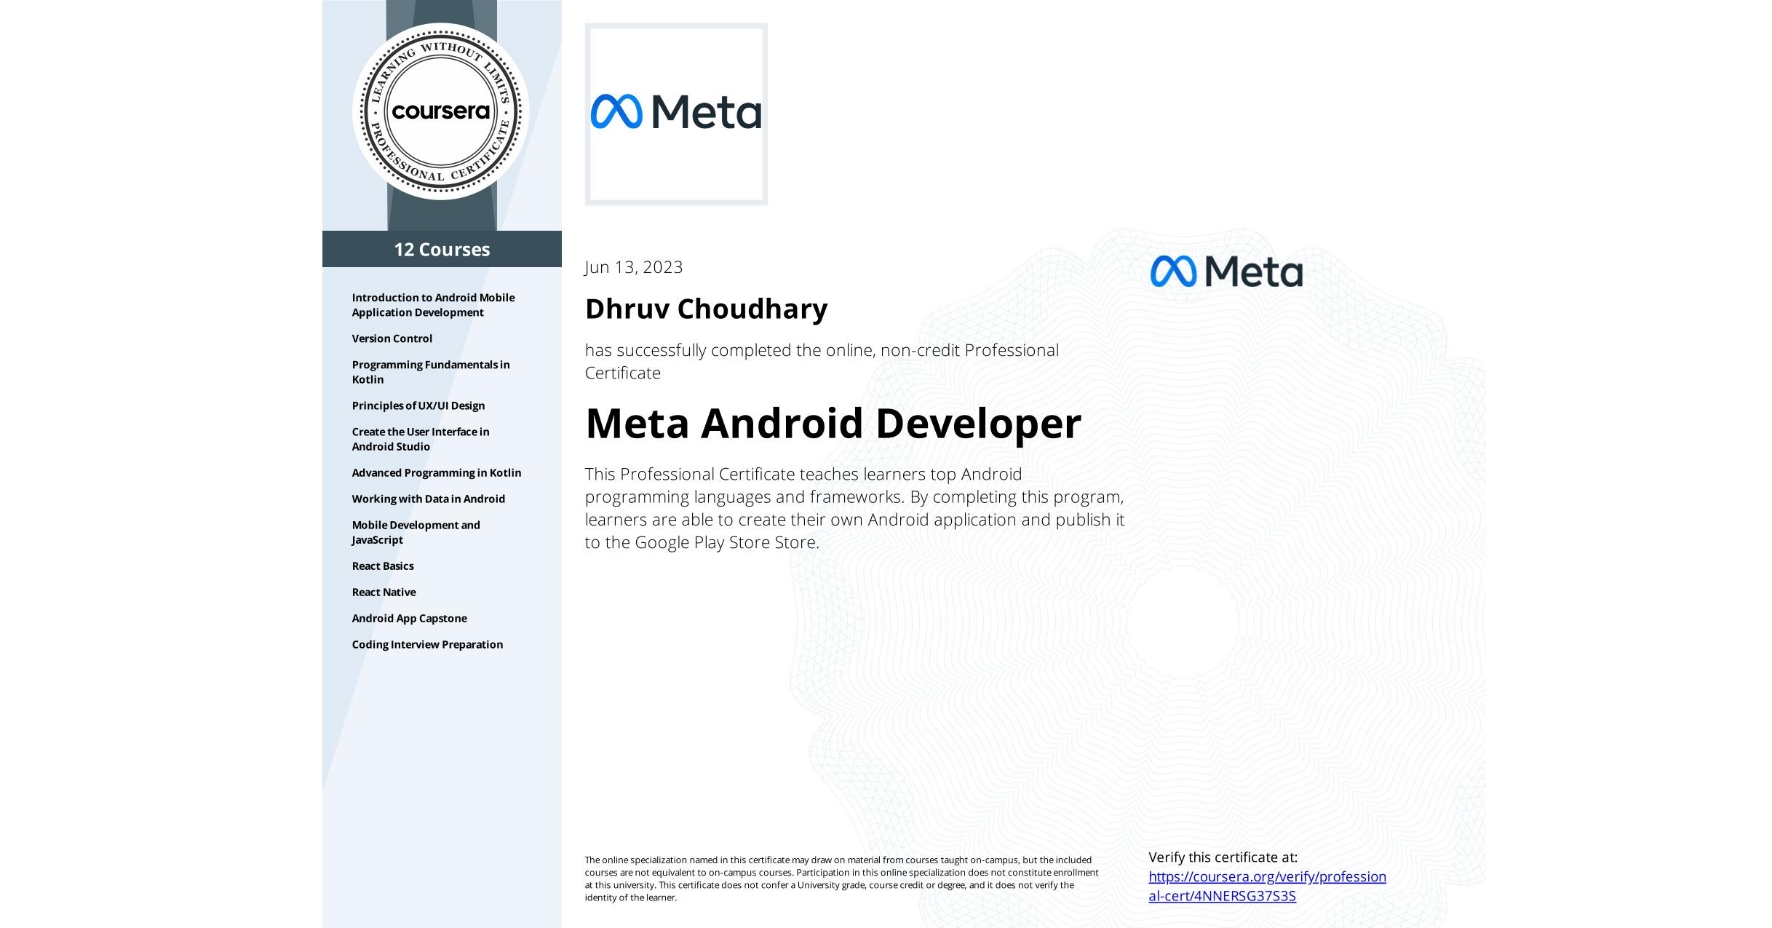 LEARNING WITHOUT LIMITS
coursera
PROFESSIONAL CERTIFICATE
12 Courses
Introduction to Android Mobile
Application Development
Version Control
Programming Fundamentals in
Kotlin
Principles of UX/UI Design
Create the User Interface in
Android Studio
Advanced Programming in Kotlin
Working with Data in Android
Mobile Development and
JavaScript
React Basics
React Native
Android App Capstone
Coding Interview Preparation
Meta
Jun 13, 2023
Dhruv Choudhary
has successfully completed the online, non-credit Professional
Certificate
Meta Android Developer
This Professional Certificate teaches learners top Android
programming languages and frameworks. By completing this program,
learners are able to create their own Android application and publish it
to the Google Play Store Store.
Meta
The online specialization named in this certificate may draw on material from courses taught on-campus, but the included
courses are not equivalent to on-campus courses. Participation in this online specialization does not constitute enrollment
at this university. This certificate does not confer a University grade, course credit or degree, and it does not verify the
identity of the learner.
Verify this certificate at:
https://coursera.org/verify/profession
al-cert/4NNERSG37S3S